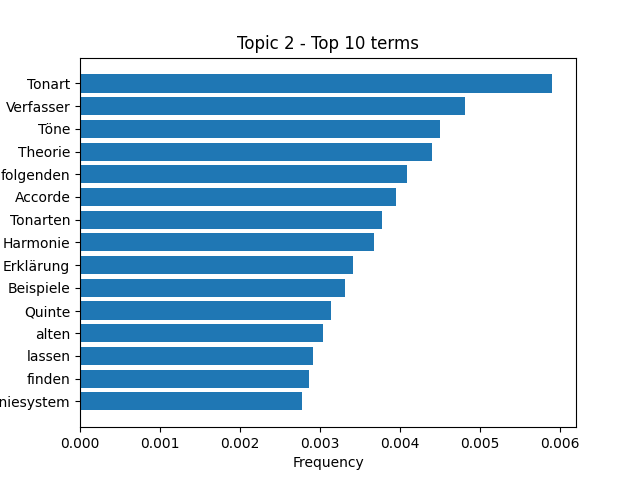 Topic 2 - Top 10 terms
Tonart
Verfasser
Töne
Theorie
folgenden
Accorde
Tonarten
Harmonie
Erklärung
Beispiele
Quinte
alten
lassen
finden
niesystem
0.000 0.001 0.002 0.003 0.004 0.005 0.006
Frequency